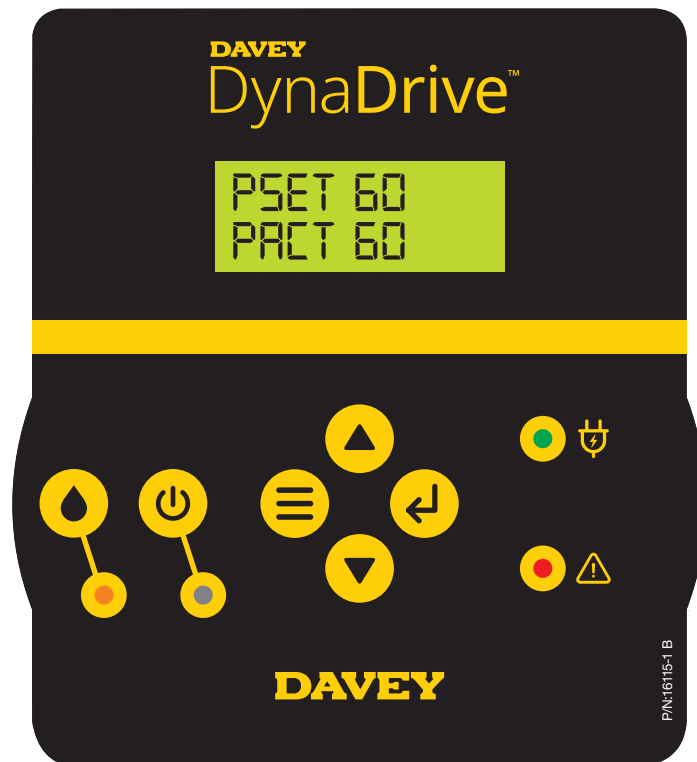 DAVEY
DynaDrive™
PSET 60
PACT 60
DAVEY
P/N:16115-1 B